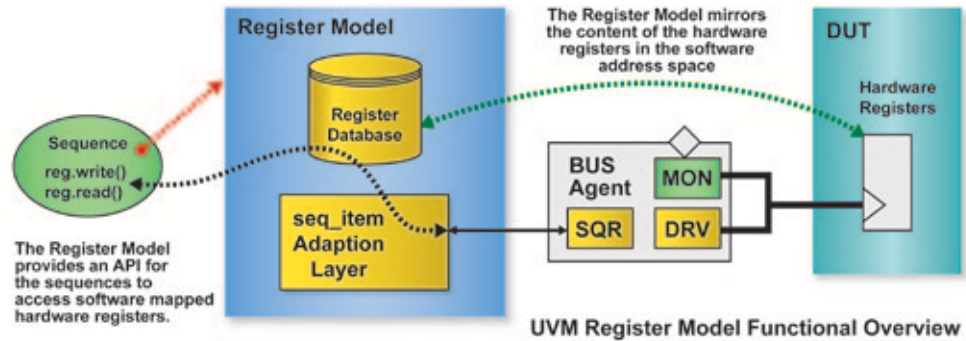 Register Model
The Register Model mirrors
the content of the hardware
registers in the software
address space
DUT
Hardware
Registers
Register
Database
Sequence
reg.write()
reg.read()
BUS
Agent
MON
SQR
DRV
seq_item
Adaption
Layer
The Register Model
provides an API for
the sequences to
access software mapped
hardware registers.
UVM Register Model Functional Overview